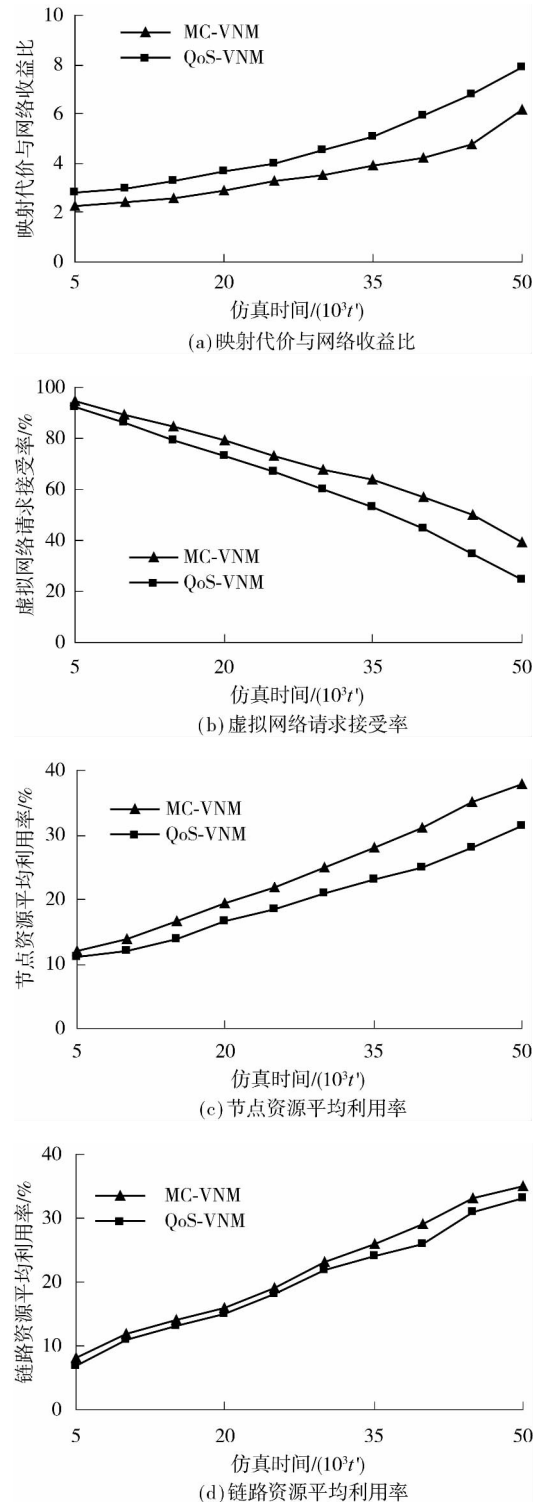 10
8
6
4
2
0
映射代价与网络收益比
MC-VNM
QoS-VNM
5 20 35 50
仿真时间/(10³t')
(a)映射代价与网络收益比
100
80
60
40
20
0
虚拟网络请求接受率/%
MC-VNM
QoS-VNM
5 20 35 50
仿真时间/(10³t')
(b)虚拟网络请求接受率
40
30
20
10
0
节点资源平均利用率/%
MC-VNM
QoS-VNM
5 20 35 50
仿真时间/(10³t')
(c)节点资源平均利用率
40
30
20
10
0
链路资源平均利用率/%
MC-VNM
QoS-VNM
5 20 35 50
仿真时间/(10³t')
(d)链路资源平均利用率